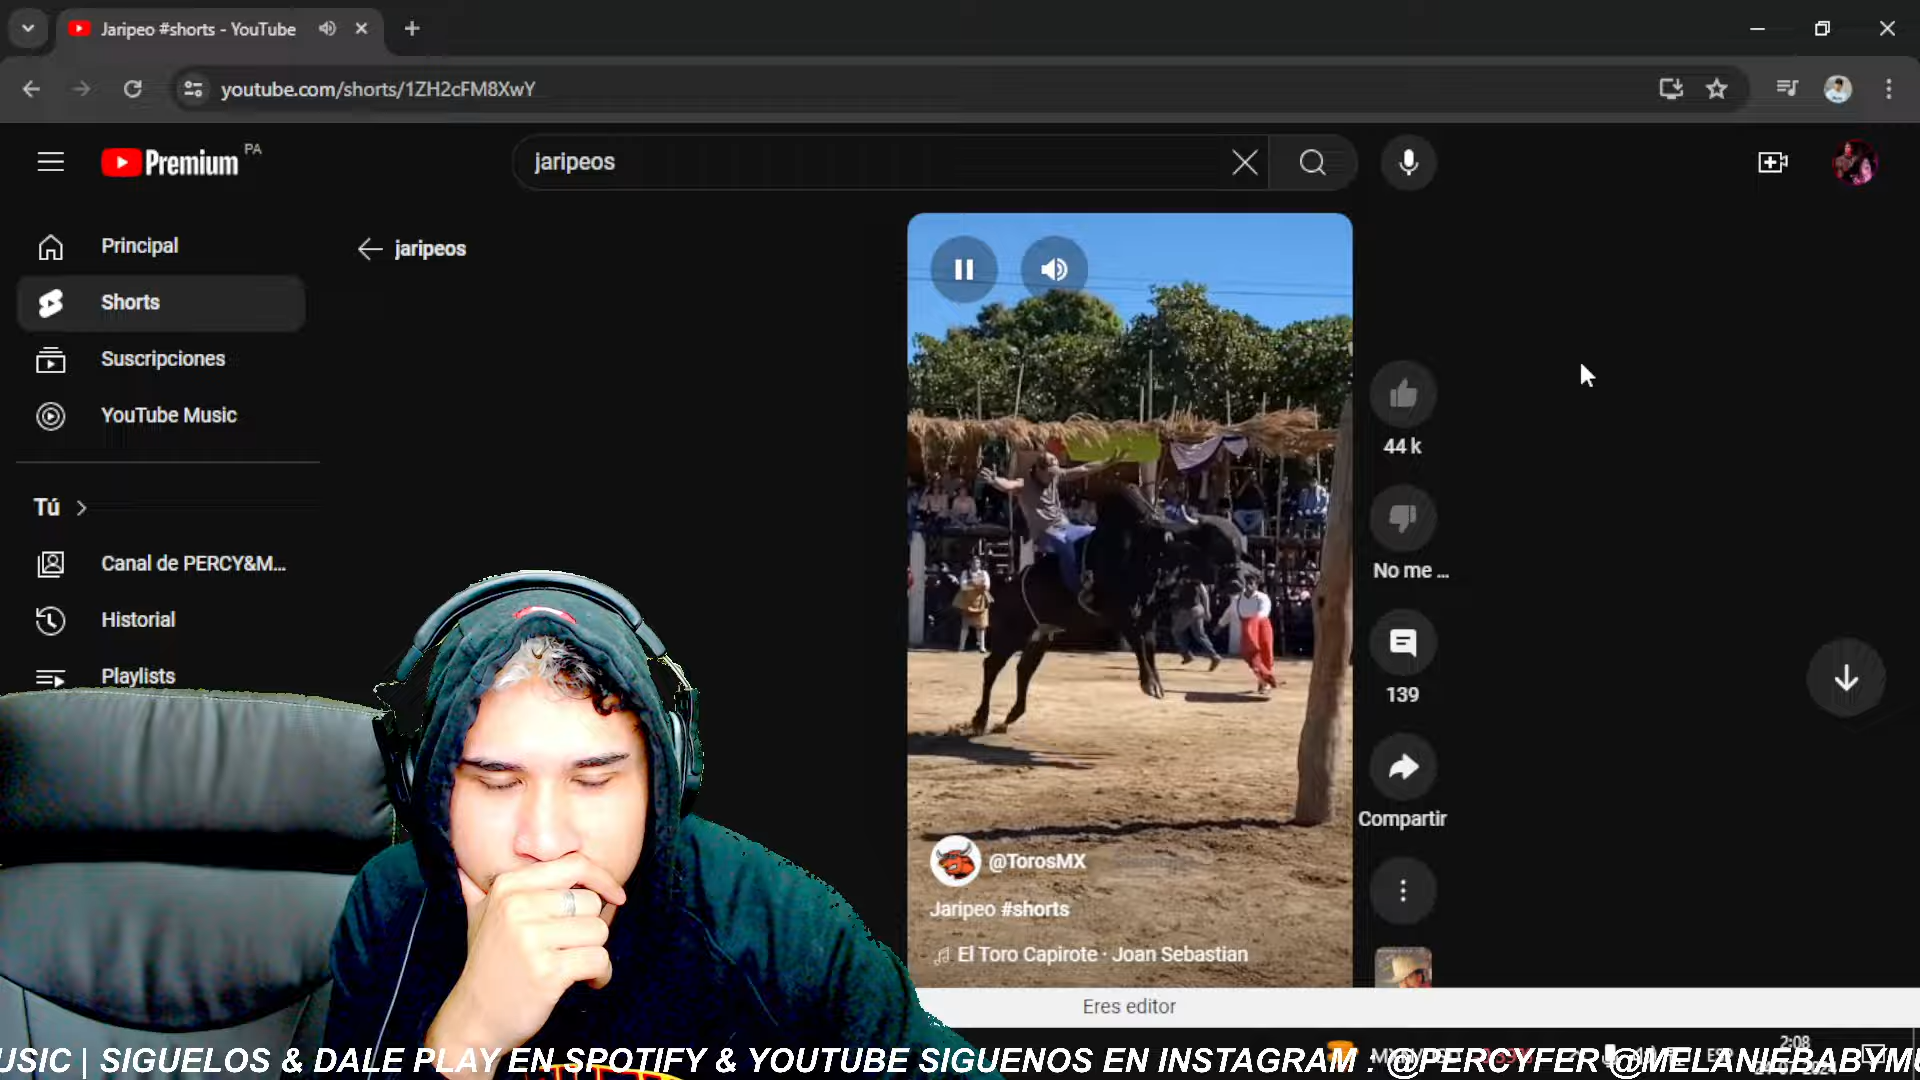 Jaripeo #shorts - YouTube
youtube.com/shorts/1ZH2cFM8XwY
Premium PA
jaripeos
Principal
Shorts
Suscripciones
YouTube Music
Tú
Canal de PERCY&M...
Historial
Playlists
jaripeos
44 k
No me ...
139
Compartir
@TorosMX
Jaripeo #shorts
El Toro Capirote · Joan Sebastian
Eres editor
2:08
USIC | SIGUELOS & DALE PLAY EN SPOTIFY & YOUTUBE SIGUENOS EN INSTAGRAM : @PERCYFER @MELANIEBABYMU